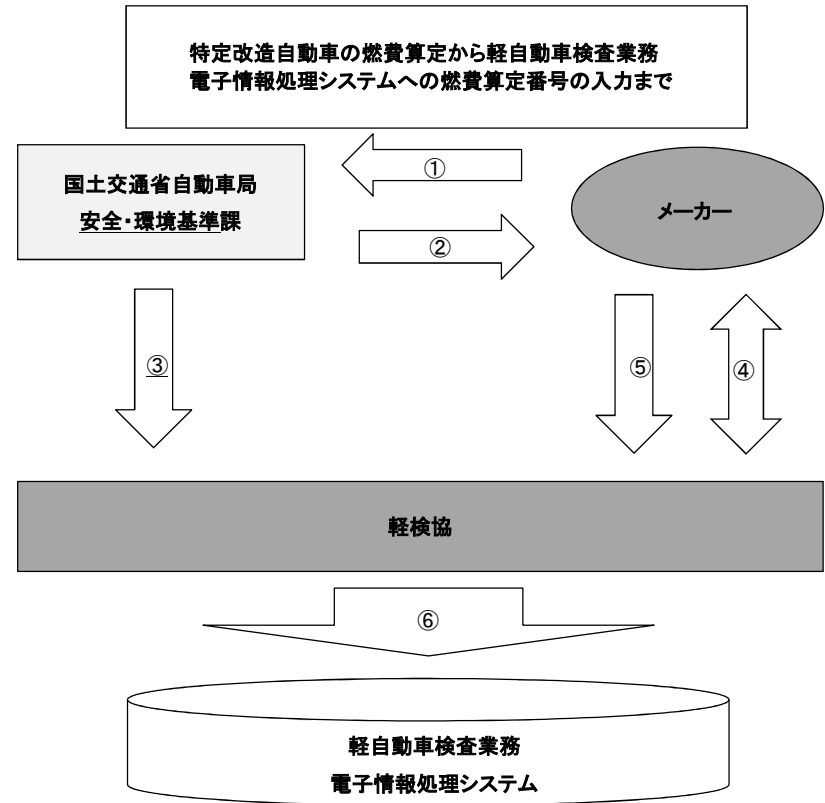 特定改造自動車の燃費算定から軽自動車検査業務
電子情報処理システムへの燃費算定番号の入力まで
国土交通省自動車局
安全・環境基準課
①
メーカー
②
③
⑤
④
軽検協
⑥
軽自動車検査業務
電子情報処理システム